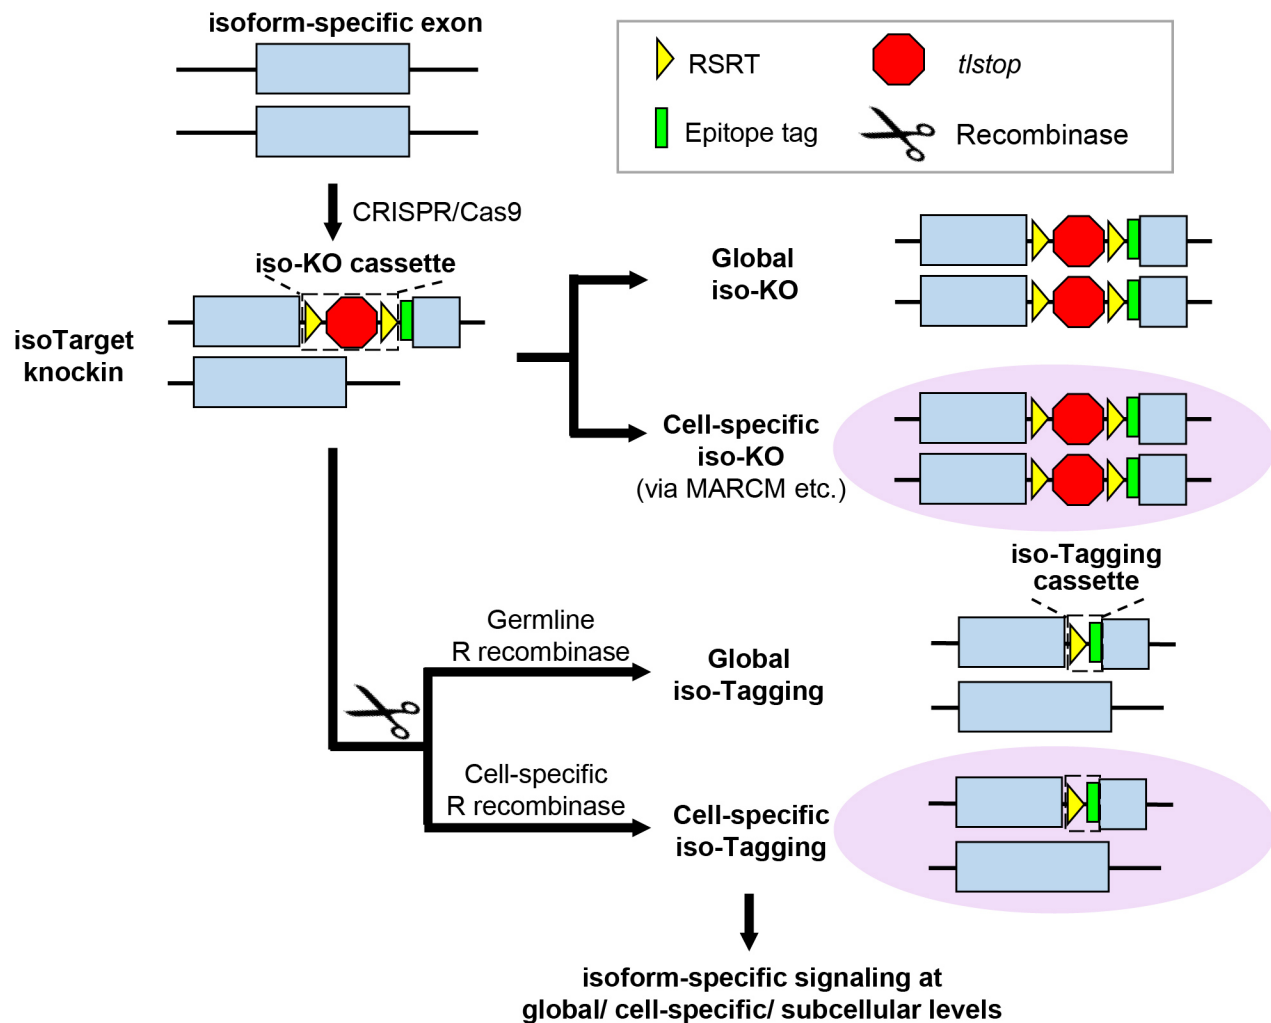 isoform-specific exon
RSRT
tlstop
Epitope tag
Recombinase
CRISPR/Cas9
iso-KO cassette
isoTarget
knockin
Global
iso-KO
Cell-specific
iso-KO
(via MARCM etc.)
iso-Tagging
cassette
Germline
R recombinase
Global
iso-Tagging
Cell-specific
R recombinase
Cell-specific
iso-Tagging
isoform-specific signaling at
global/ cell-specific/ subcellular levels